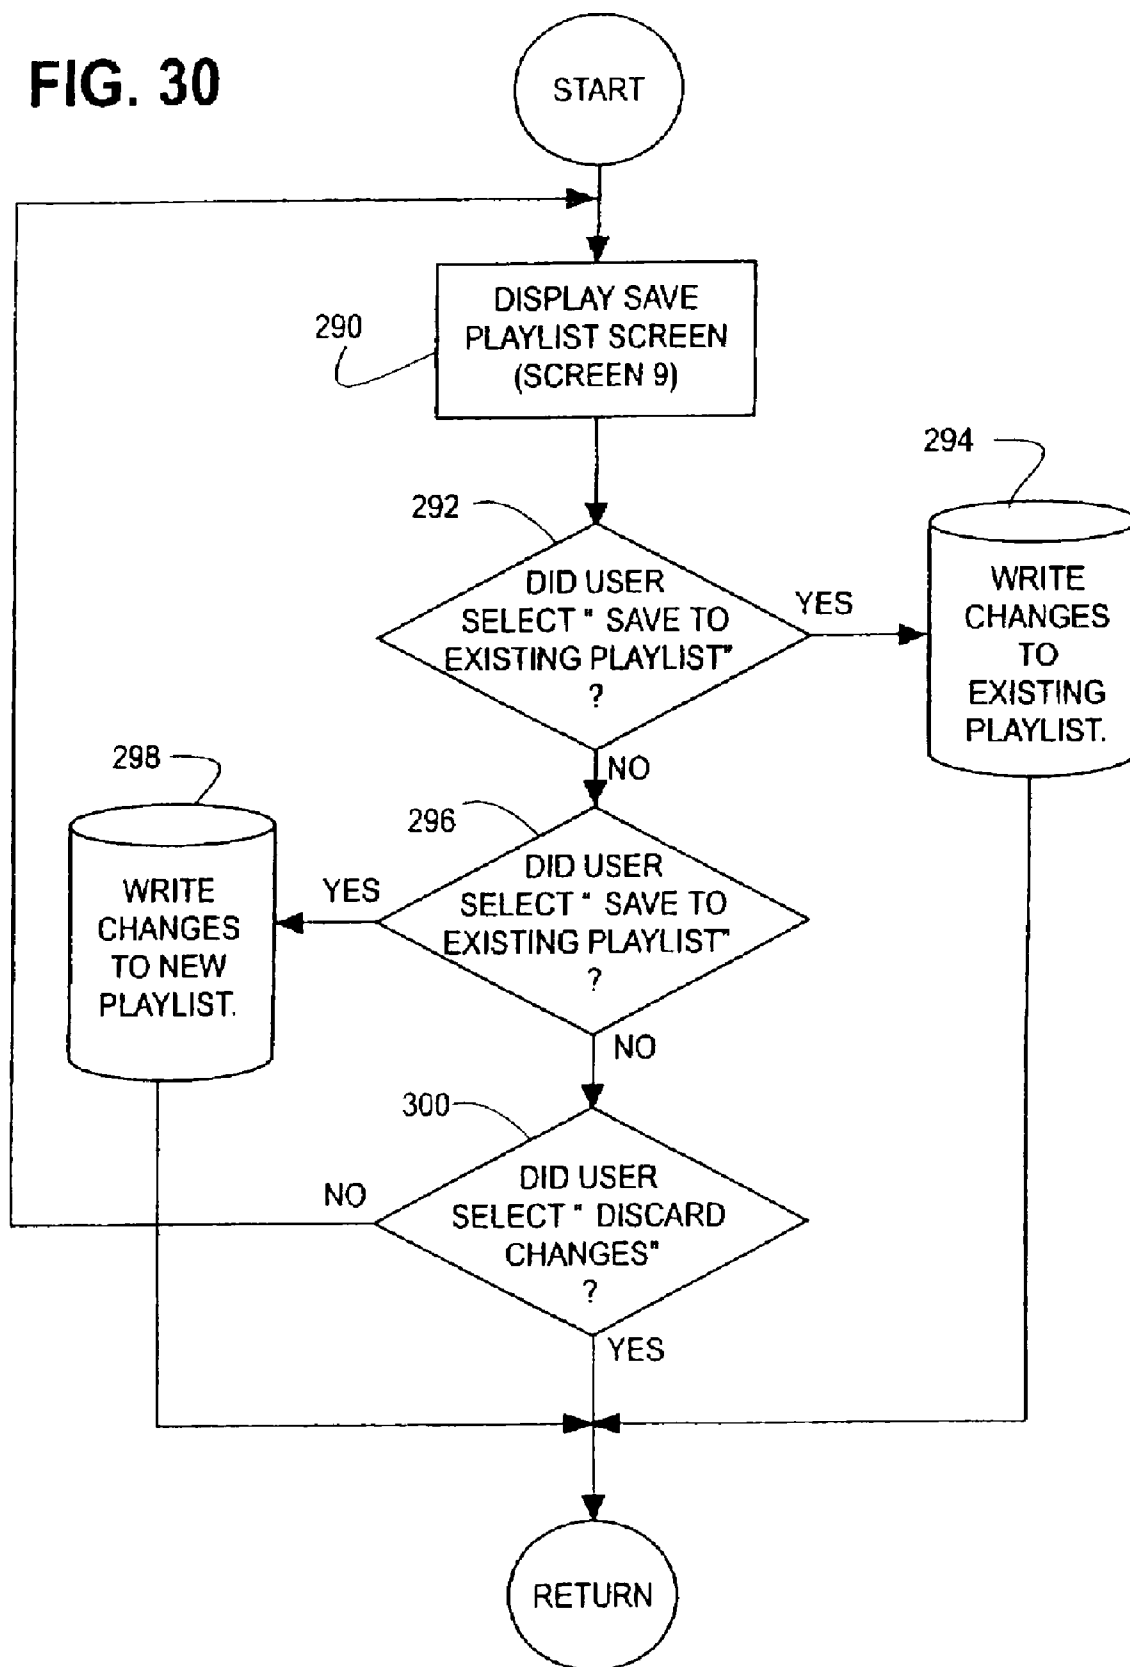 FIG. 30
START
DISPLAY SAVE
PLAYLIST SCREEN
(SCREEN 9)
290
292
DID USER
SELECT " SAVE TO
EXISTING PLAYLIST"
?
YES
294
WRITE
CHANGES
TO
EXISTING
PLAYLIST.
NO
296
DID USER
SELECT " SAVE TO
EXISTING PLAYLIST"
?
YES
298
WRITE
CHANGES
TO NEW
PLAYLIST.
NO
300
DID USER
SELECT " DISCARD
CHANGES"
?
NO
YES
RETURN